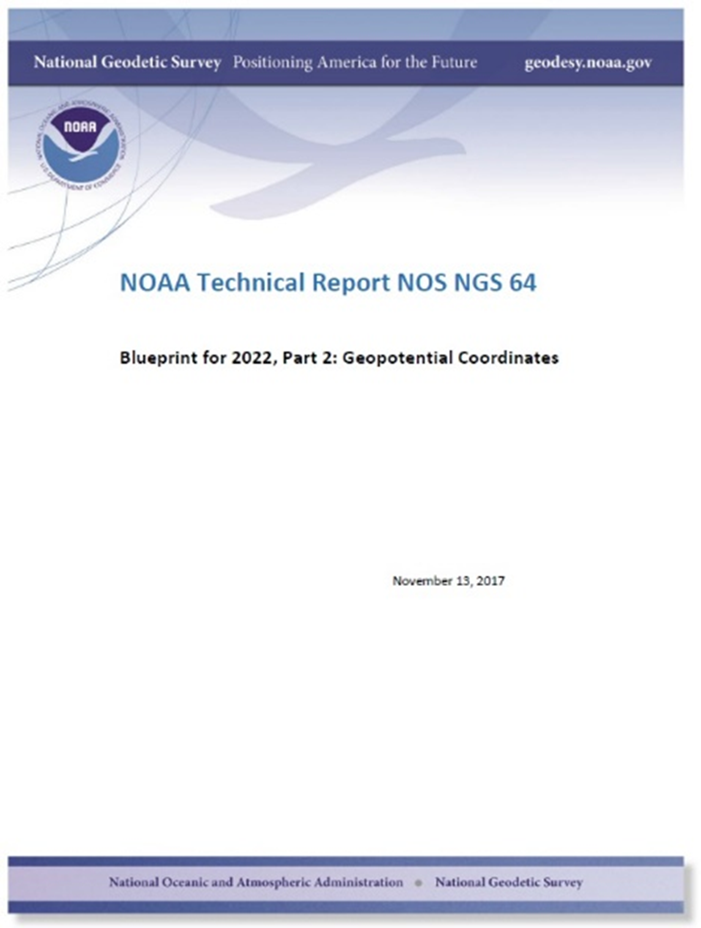 National Geodetic Survey Positioning America for the Future geodesy.noaa.gov
NATIONAL OCEANIC AND ATMOSPHERIC ADMINISTRATION
NOAA
U.S. DEPARTMENT OF COMMERCE
NOAA Technical Report NOS NGS 64
Blueprint for 2022, Part 2: Geopotential Coordinates
November 13, 2017
National Oceanic and Atmospheric Administration ● National Geodetic Survey